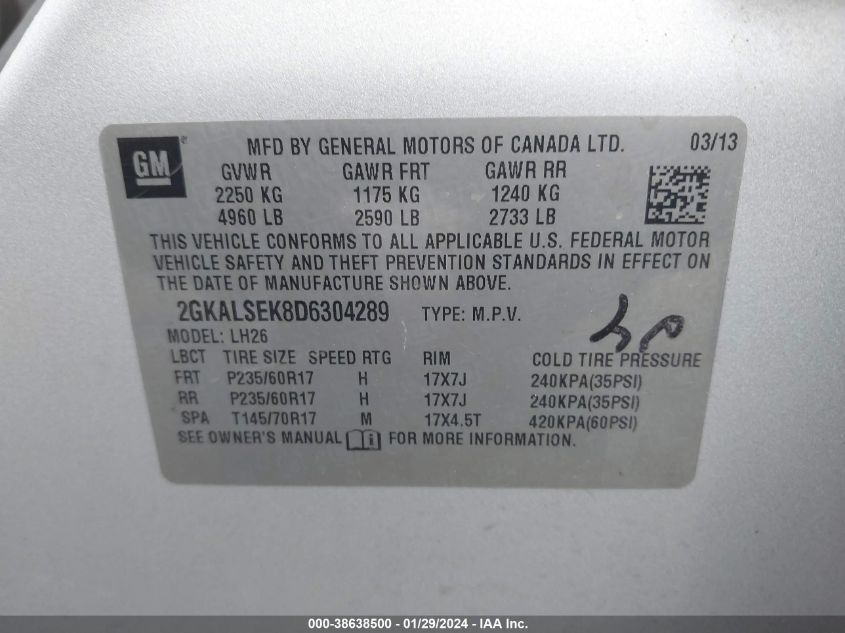 GM
MFD BY GENERAL MOTORS OF CANADA LTD. 03/13
GVWR GAWR FRT GAWR RR
2250 KG 1175 KG 1240 KG
4960 LB 2590 LB 2733 LB
THIS VEHICLE CONFORMS TO ALL APPLICABLE U.S. FEDERAL MOTOR
VEHICLE SAFETY AND THEFT PREVENTION STANDARDS IN EFFECT ON
THE DATE OF MANUFACTURE SHOWN ABOVE.
2GKALSEK8D6304289 TYPE: M.P.V.
MODEL: LH26
LBCT TIRE SIZE SPEED RTG RIM COLD TIRE PRESSURE
FRT P235/60R17 H 17X7J 240KPA(35PSI)
RR P235/60R17 H 17X7J 240KPA(35PSI)
SPA T145/70R17 M 17X4.5T 420KPA(60PSI)
SEE OWNER'S MANUAL FOR MORE INFORMATION.
000-38638500 - 01/29/2024 - IAA Inc.